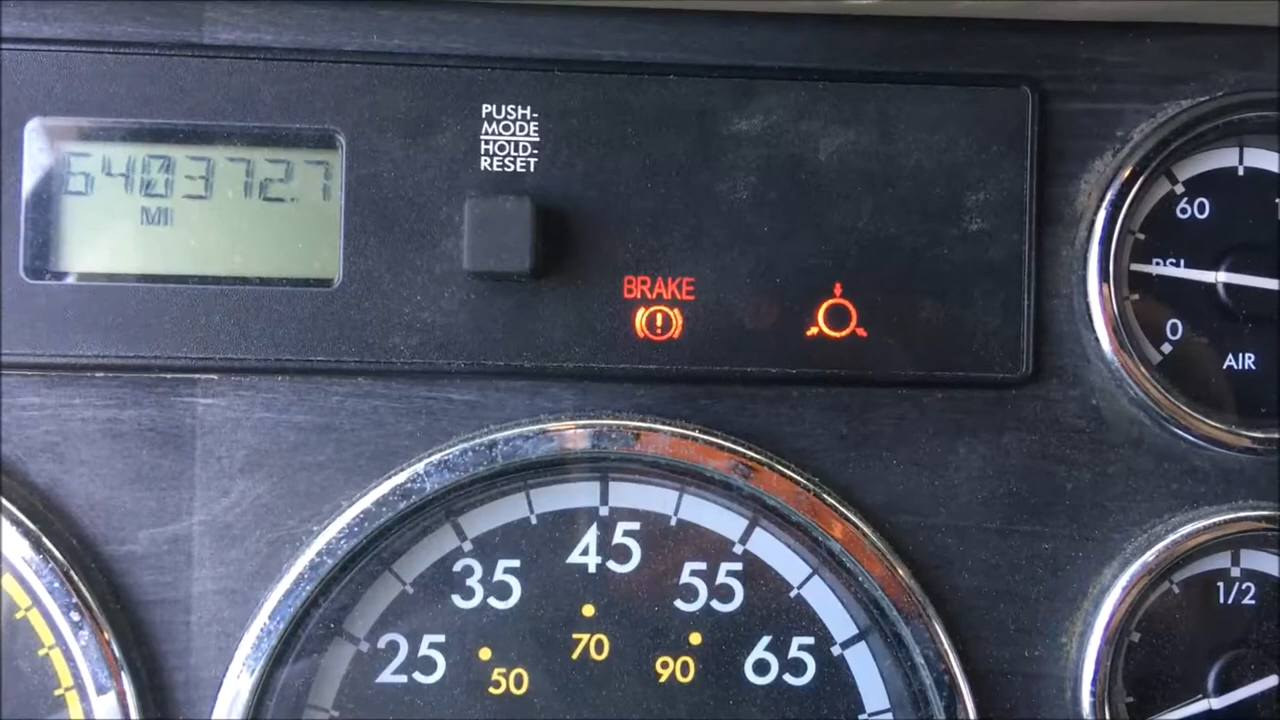 640372.7
MI
PUSH-
MODE
HOLD-
RESET
BRAKE
!
60
PSI
0
AIR
25
35
45
55
65
50
70
90
1/2